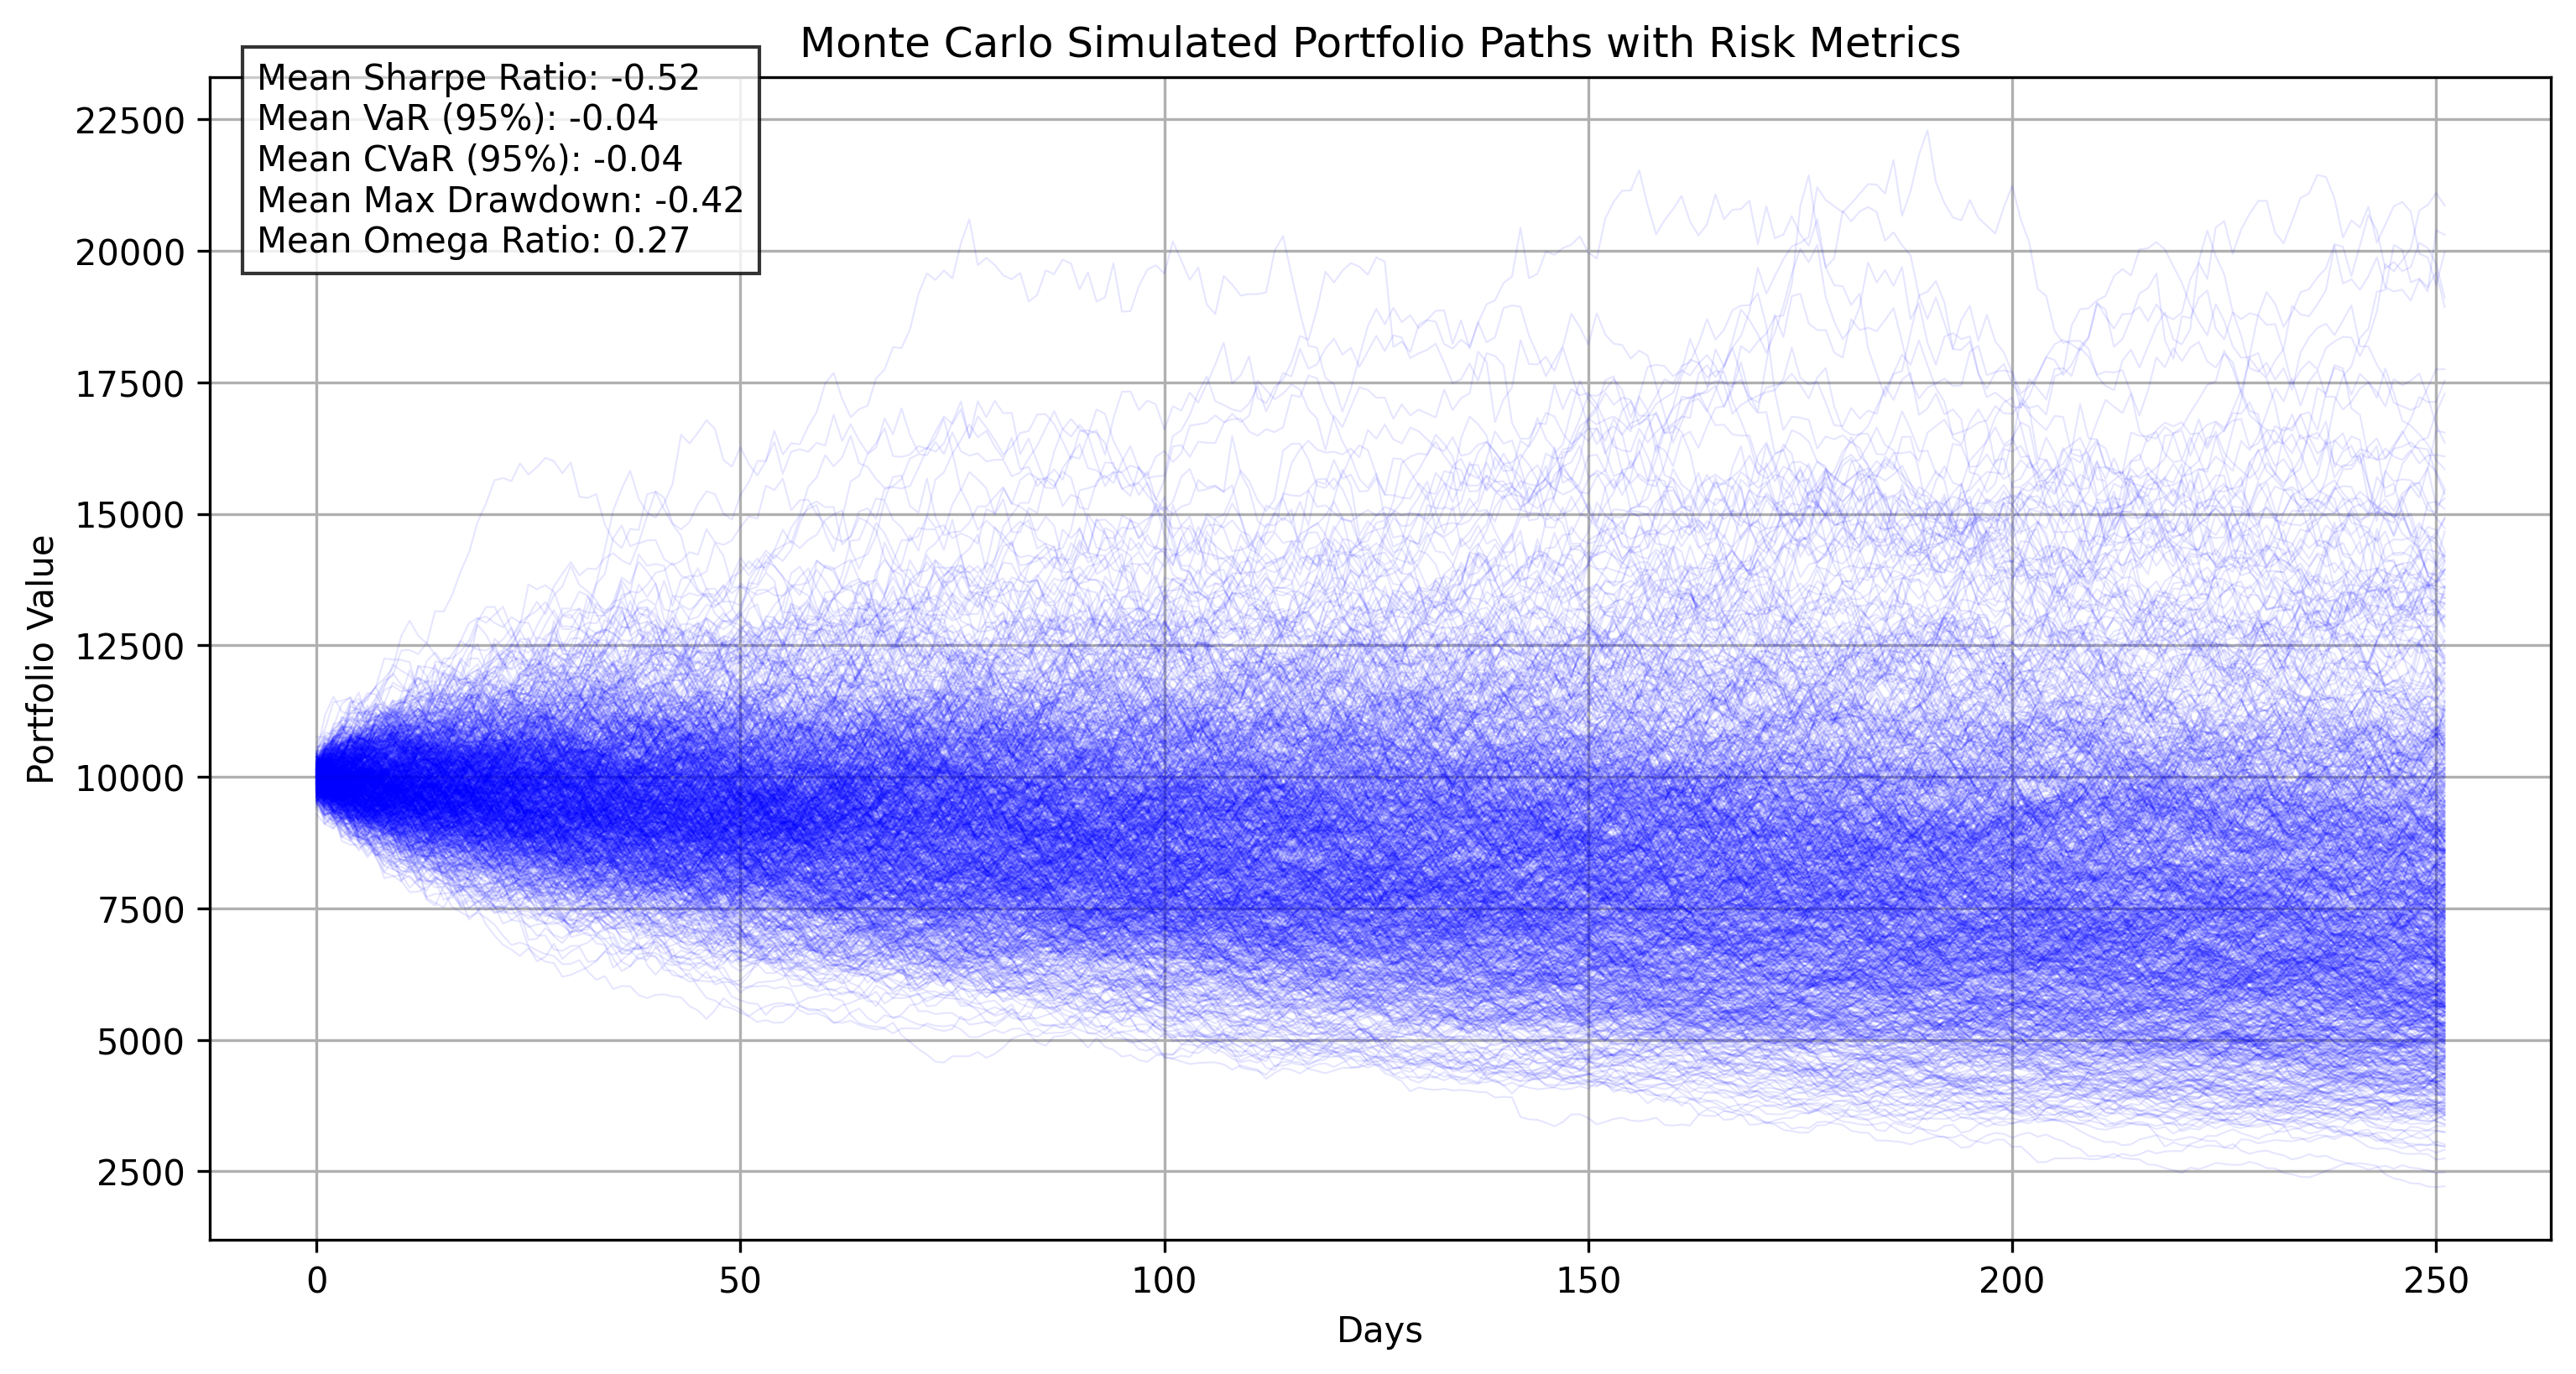 Monte Carlo Simulated Portfolio Paths with Risk Metrics
Mean Sharpe Ratio: -0.52
Mean VaR (95%): -0.04
Mean CVaR (95%): -0.04
Mean Max Drawdown: -0.42
Mean Omega Ratio: 0.27
Portfolio Value
22500
20000
17500
15000
12500
10000
7500
5000
2500
0 50 100 150 200 250
Days